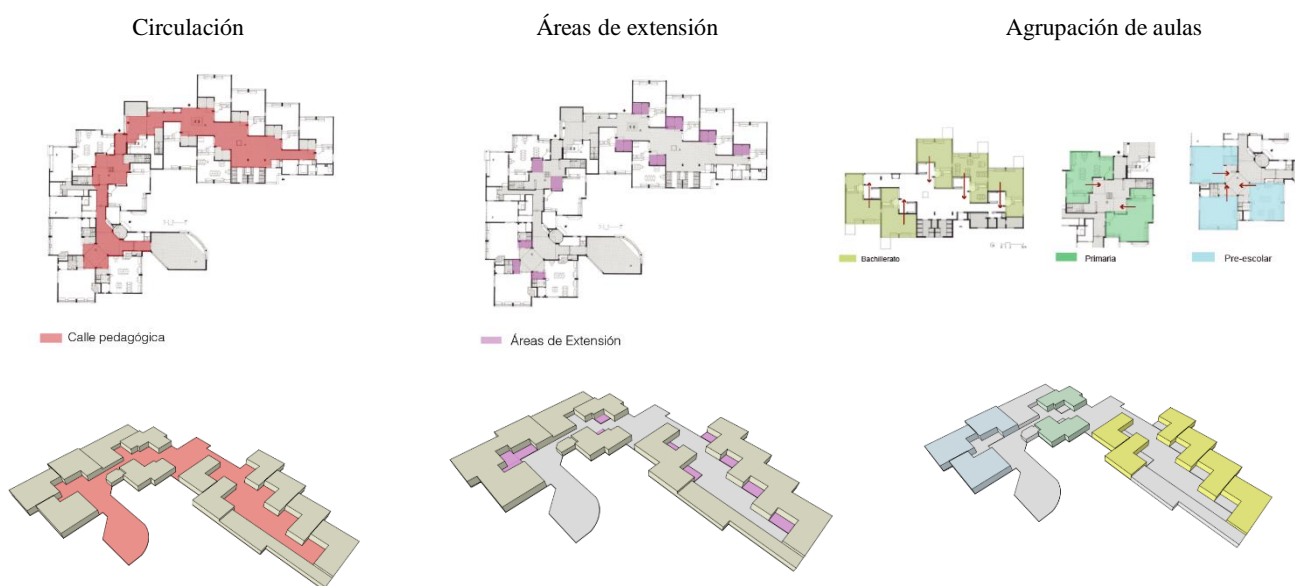 Circulación
Áreas de extensión
Agrupación de aulas
Calle pedagógica
Áreas de Extensión
Bachillerato
Primaria
Pre-escolar